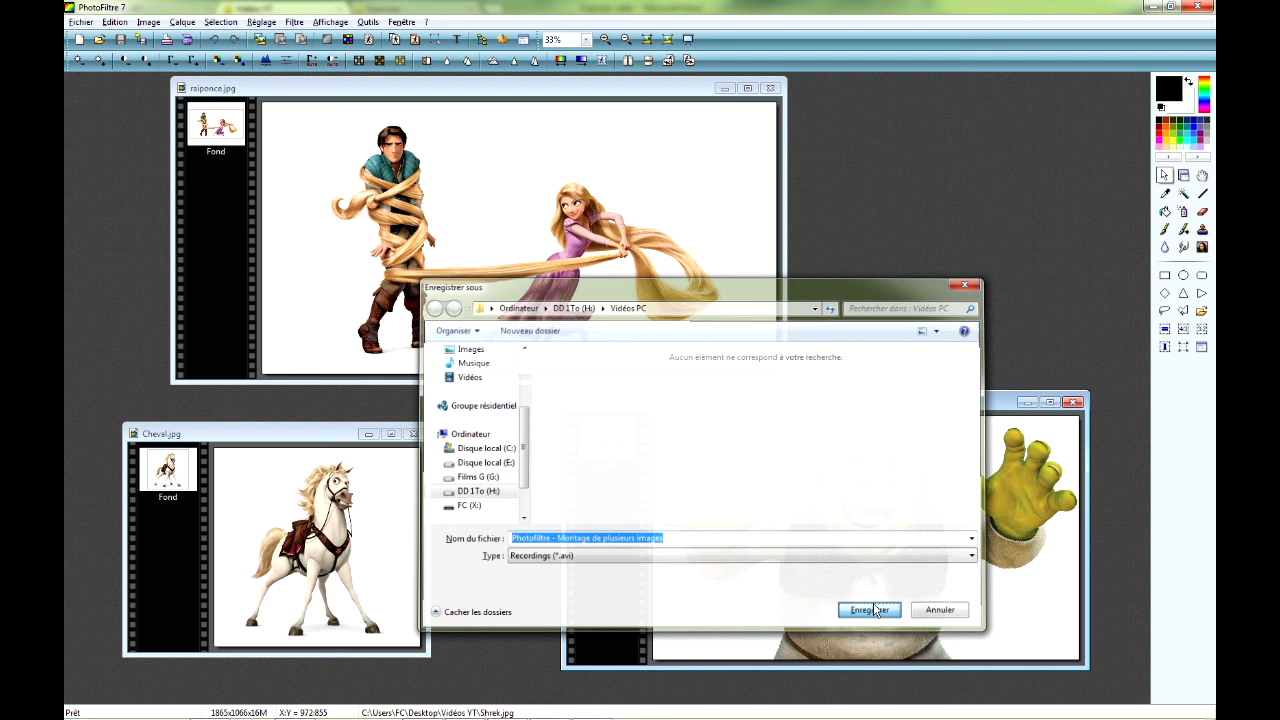 PhotoFiltre 7
Fichier Edition Image Calque Sélection Réglage Filtre Affichage Outils Fenêtre ?
33%
raiponce.jpg
Fond
Enregistrer sous
Ordinateur DD 1To (H:) Vidéos PC
Rechercher dans : Vidéos PC
Organiser Nouveau dossier
Images
Aucun élément ne correspond à votre recherche.
Musique
Vidéos
Groupe résidentiel
Ordinateur
Disque local (C:)
Disque local (E:)
Films G (G:)
DD 1To (H:)
FC (X:)
Cheval.jpg
Fond
Nom du fichier : Photofiltre - Montage de plusieurs images
Type : Recordings (*.avi)
Cacher les dossiers
Enregistrer Annuler
Prêt 1865x1066x16M X:Y = 972:855 C:\Users\FC\Desktop\Vidéos YT\Shrek.jpg